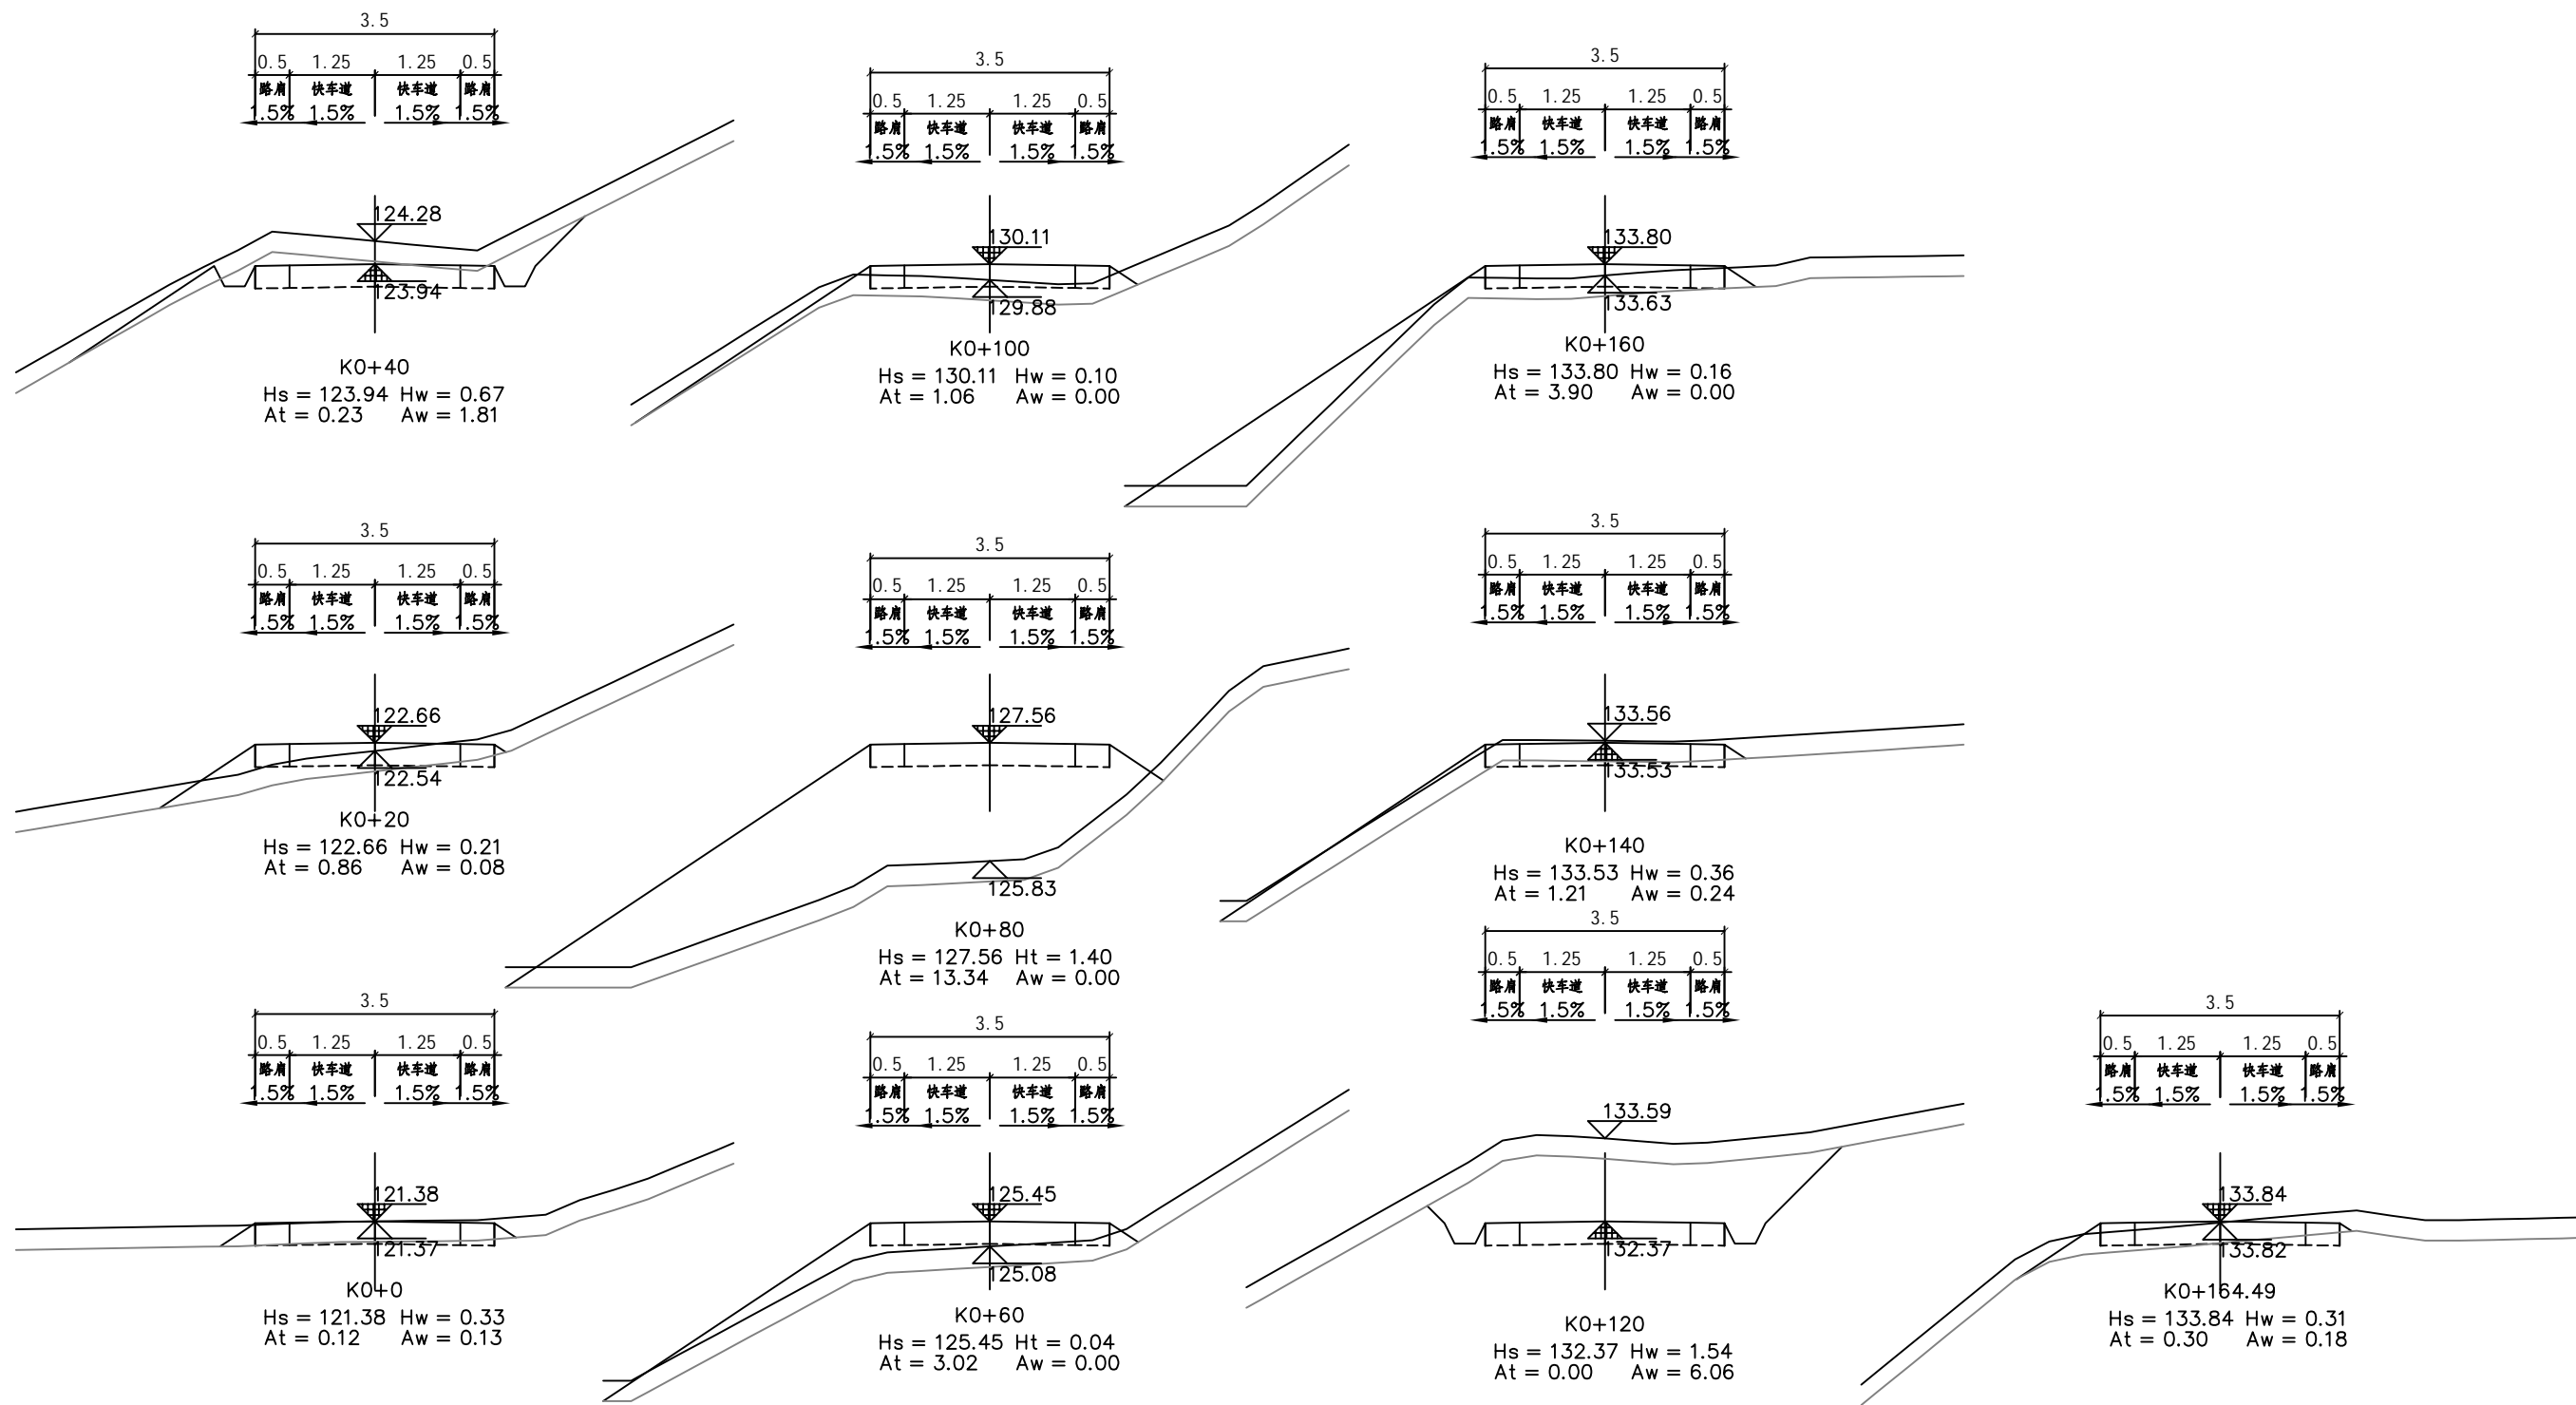 3.5
0.5 1.25 1.25 0.5
路肩 快车道 快车道 路肩
1.5% 1.5% 1.5% 1.5%
124.28
123.94
K0+40
Hs = 123.94 Hw = 0.67
At = 0.23 Aw = 1.81
3.5
0.5 1.25 1.25 0.5
路肩 快车道 快车道 路肩
1.5% 1.5% 1.5% 1.5%
130.11
129.88
K0+100
Hs = 130.11 Hw = 0.10
At = 1.06 Aw = 0.00
3.5
0.5 1.25 1.25 0.5
路肩 快车道 快车道 路肩
1.5% 1.5% 1.5% 1.5%
133.80
133.63
K0+160
Hs = 133.80 Hw = 0.16
At = 3.90 Aw = 0.00
3.5
0.5 1.25 1.25 0.5
路肩 快车道 快车道 路肩
1.5% 1.5% 1.5% 1.5%
122.66
122.54
K0+20
Hs = 122.66 Hw = 0.21
At = 0.86 Aw = 0.08
3.5
0.5 1.25 1.25 0.5
路肩 快车道 快车道 路肩
1.5% 1.5% 1.5% 1.5%
127.56
125.83
K0+80
Hs = 127.56 Ht = 1.40
At = 13.34 Aw = 0.00
3.5
0.5 1.25 1.25 0.5
路肩 快车道 快车道 路肩
1.5% 1.5% 1.5% 1.5%
133.56
133.53
K0+140
Hs = 133.53 Hw = 0.36
At = 1.21 Aw = 0.24
3.5
0.5 1.25 1.25 0.5
路肩 快车道 快车道 路肩
1.5% 1.5% 1.5% 1.5%
121.38
121.37
K0+0
Hs = 121.38 Hw = 0.33
At = 0.12 Aw = 0.13
3.5
0.5 1.25 1.25 0.5
路肩 快车道 快车道 路肩
1.5% 1.5% 1.5% 1.5%
125.45
125.08
K0+60
Hs = 125.45 Ht = 0.04
At = 3.02 Aw = 0.00
3.5
0.5 1.25 1.25 0.5
路肩 快车道 快车道 路肩
1.5% 1.5% 1.5% 1.5%
133.59
132.37
K0+120
Hs = 132.37 Hw = 1.54
At = 0.00 Aw = 6.06
3.5
0.5 1.25 1.25 0.5
路肩 快车道 快车道 路肩
1.5% 1.5% 1.5% 1.5%
133.84
133.82
K0+164.49
Hs = 133.84 Hw = 0.31
At = 0.30 Aw = 0.18